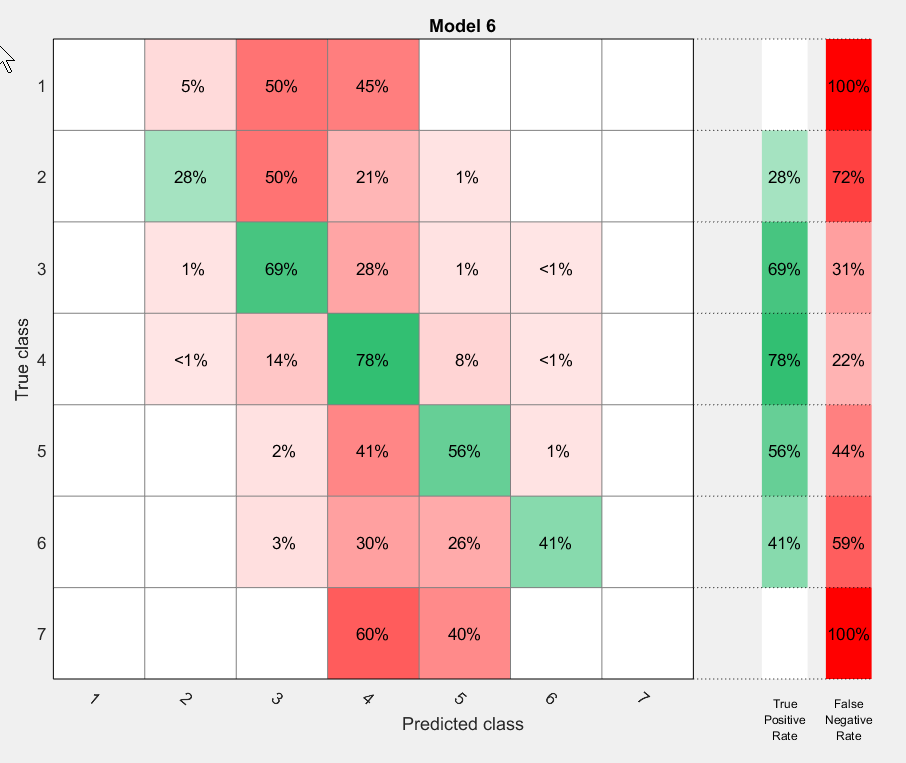 Model 6
1 5% 50% 45% 100%
2 28% 50% 21% 1% 28% 72%
3 1% 69% 28% 1% <1% 69% 31%
4 <1% 14% 78% 8% <1% 78% 22%
5 2% 41% 56% 1% 56% 44%
6 3% 30% 26% 41% 41% 59%
7 60% 40% 100%
True class
1 2 3 4 5 6 7
Predicted class
True
Positive
Rate
False
Negative
Rate